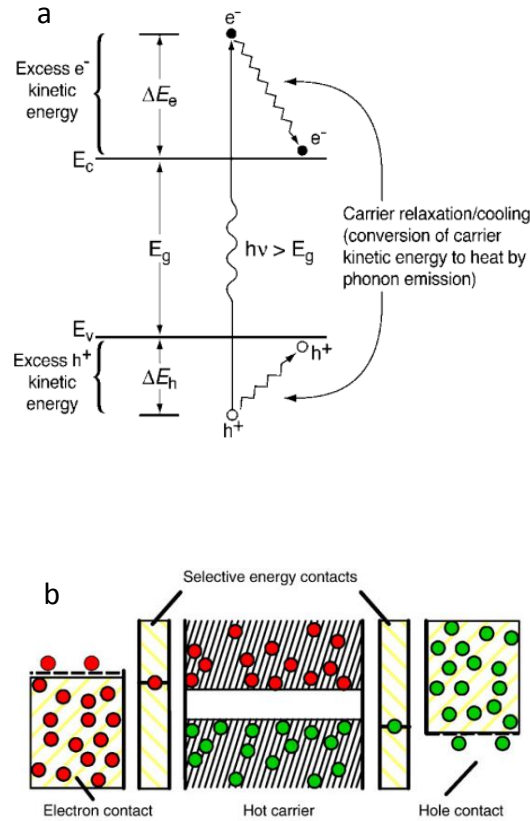 a
e⁻
Excess e⁻
kinetic
energy
ΔEe
e⁻
Ec
Carrier relaxation/cooling
(conversion of carrier
kinetic energy to heat by
phonon emission)
Eg
hν > Eg
Ev
Excess h⁺
kinetic
energy
ΔEh
h⁺
h⁺
b
Selective energy contacts
Electron contact
Hot carrier
Hole contact